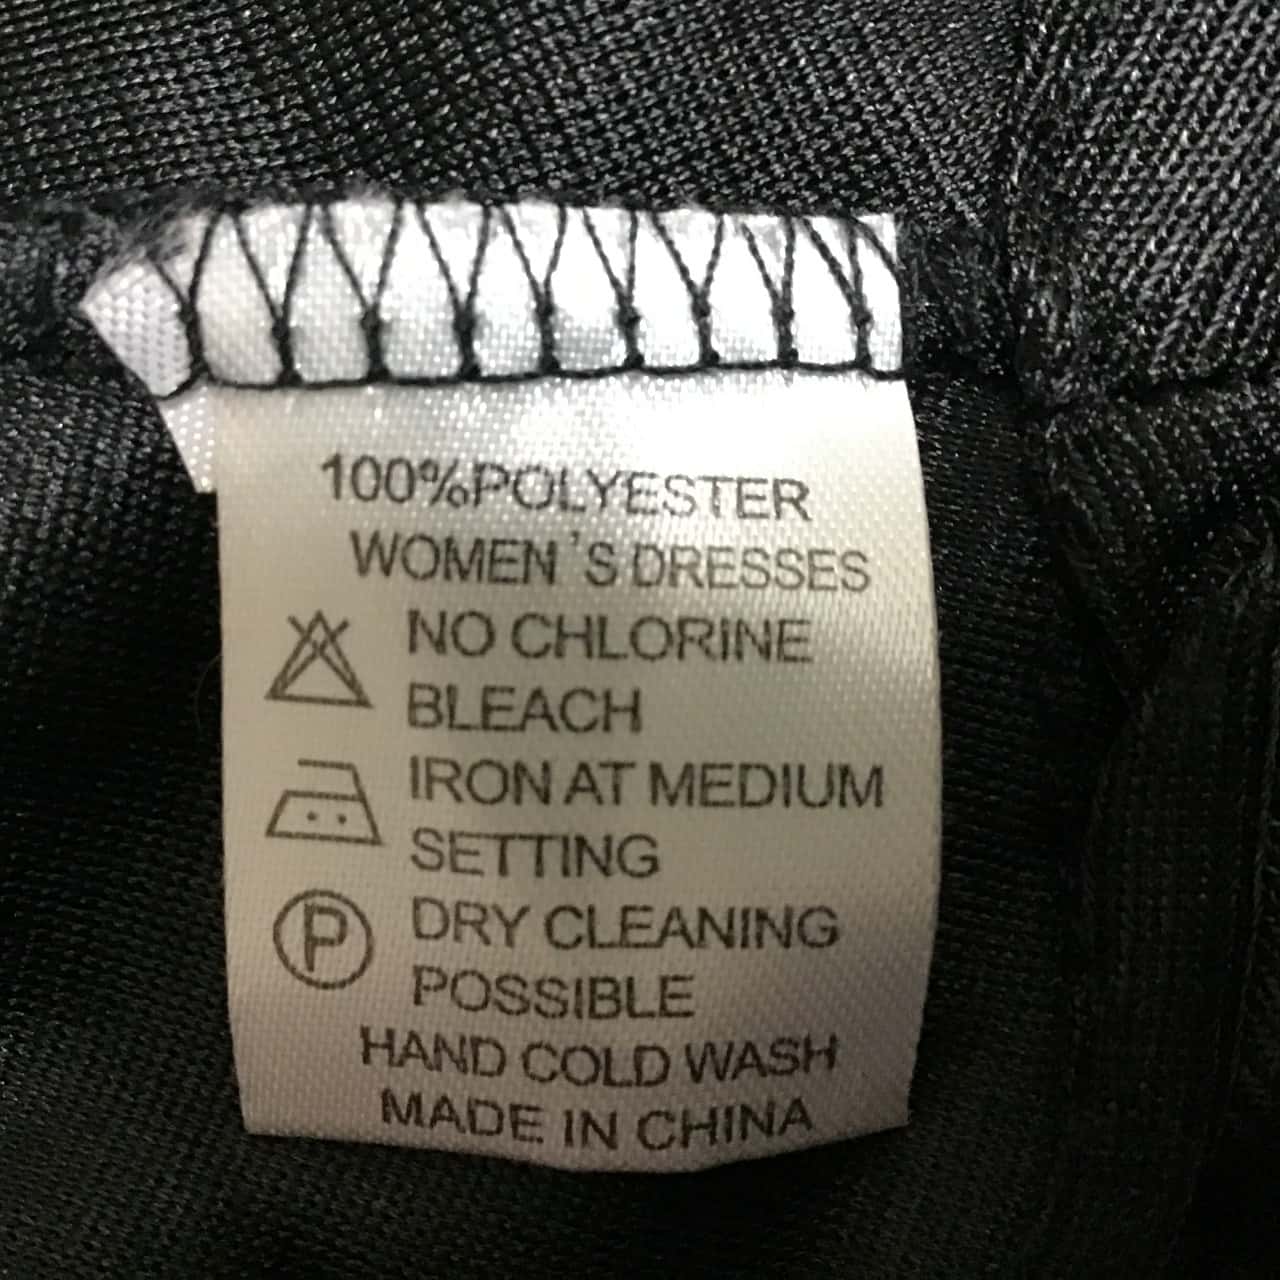 100%POLYESTER
WOMEN'S DRESSES
NO CHLORINE
BLEACH
IRON AT MEDIUM
SETTING
P DRY CLEANING
POSSIBLE
HAND COLD WASH
MADE IN CHINA